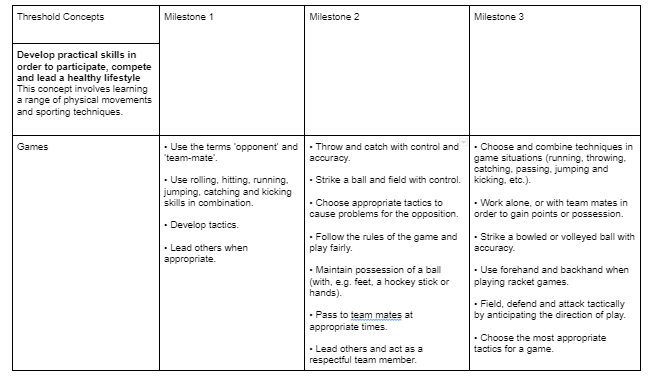 Threshold Concepts
Milestone 1
Milestone 2
Milestone 3
Develop practical skills in
order to participate, compete
and lead a healthy lifestyle
This concept involves learning
a range of physical movements
and sporting techniques.
Games
• Use the terms 'opponent' and
'team-mate'.
• Use rolling, hitting, running,
jumping, catching and kicking
skills in combination.
• Develop tactics.
• Lead others when
appropriate.
• Throw and catch with control and
accuracy.
• Strike a ball and field with control.
• Choose appropriate tactics to
cause problems for the opposition.
• Follow the rules of the game and
play fairly.
• Maintain possession of a ball
(with, e.g. feet, a hockey stick or
hands).
• Pass to team mates at
appropriate times.
• Lead others and act as a
respectful team member.
• Choose and combine techniques in
game situations (running, throwing,
catching, passing, jumping and
kicking, etc.).
• Work alone, or with team mates in
order to gain points or possession.
• Strike a bowled or volleyed ball with
accuracy.
• Use forehand and backhand when
playing racket games.
• Field, defend and attack tactically
by anticipating the direction of play.
• Choose the most appropriate
tactics for a game.